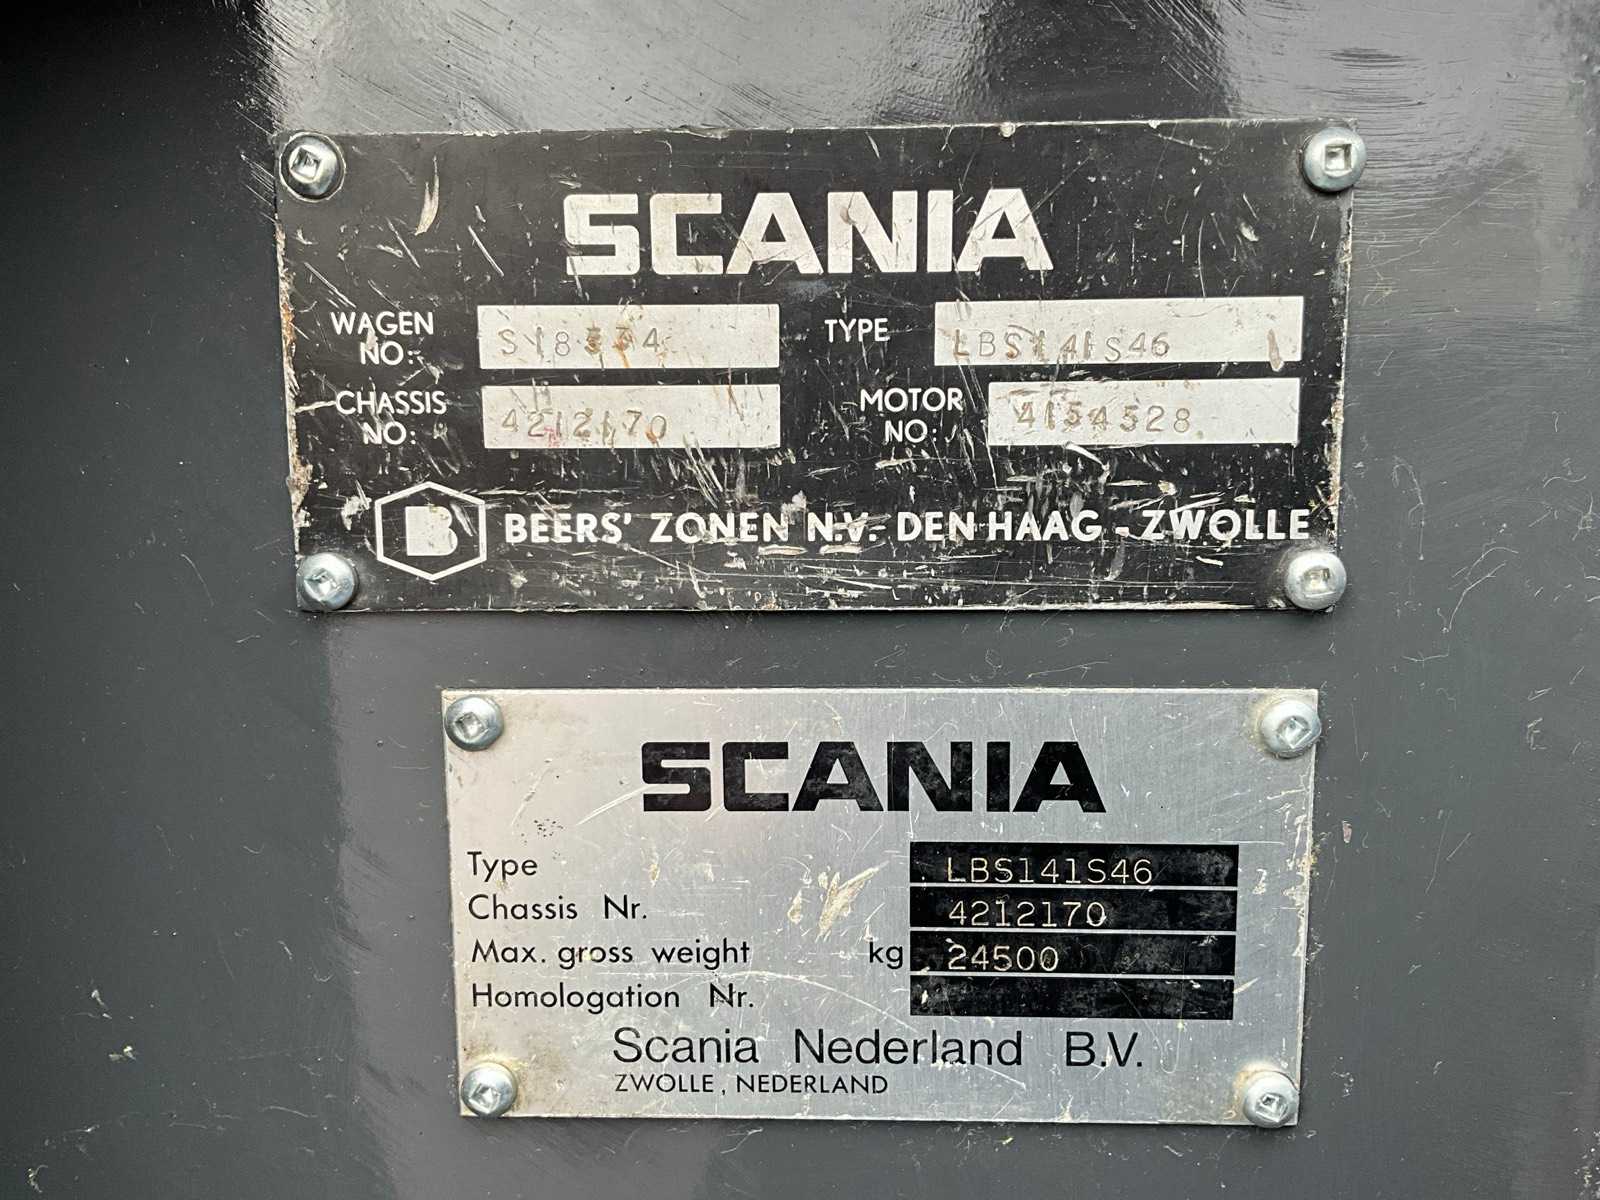 SCANIA
WAGEN NO: S18534 TYPE LBS141S46
CHASSIS NO: 4212170 MOTOR NO: 4154528
B BEERS' ZONEN N.V. DEN HAAG - ZWOLLE
SCANIA
Type LBS141S46
Chassis Nr. 4212170
Max. gross weight kg 24500
Homologation Nr.
Scania Nederland B.V.
ZWOLLE, NEDERLAND